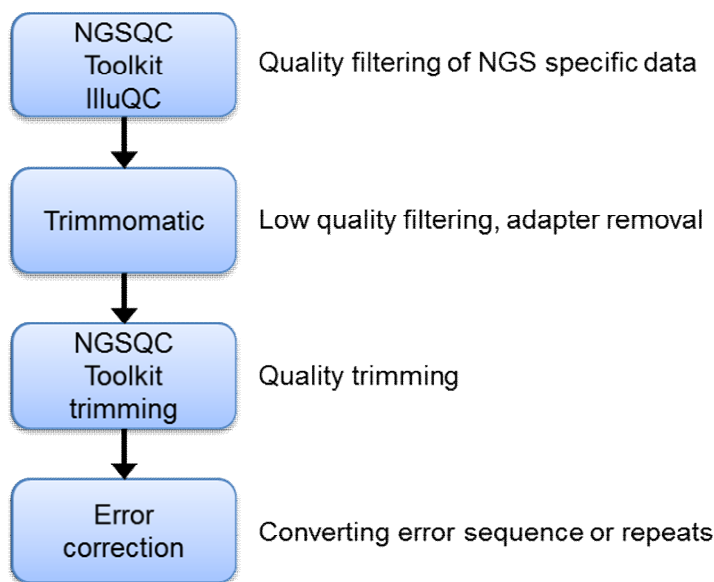 NGSQC
Toolkit
IlluQC
Quality filtering of NGS specific data
Trimmomatic
Low quality filtering, adapter removal
NGSQC
Toolkit
trimming
Quality trimming
Error
correction
Converting error sequence or repeats